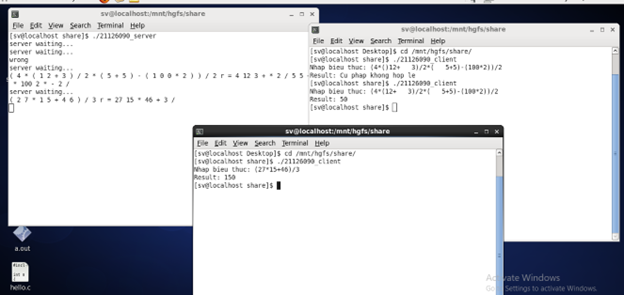 sv@localhost:/mnt/hgfs/share
File Edit View Search Terminal Help
[sv@localhost share]$ ./21126090_server
server waiting...
server waiting...
wrong
server waiting...
( 4 * ( 1 2 + 3 ) / 2 * ( 5 + 5 ) - ( 1 0 0 * 2 ) ) / 2 r = 4 12 3 + * 2 / 5 5
* 100 2 * - 2 /
server waiting...
( 2 7 * 1 5 + 4 6 ) / 3 r = 27 15 * 46 + 3 /
sv@localhost:/mnt/hgfs/share
File Edit View Search Terminal Help
[sv@localhost Desktop]$ cd /mnt/hgfs/share/
[sv@localhost share]$ ./21126090_client
Nhap bieu thuc: (4*()12+ 3)/2*( 5+5)-(100*2))/2
Result: Cu phap khong hop le
[sv@localhost share]$ ./21126090_client
Nhap bieu thuc: (4*(12+ 3)/2*( 5+5)-(100*2))/2
Result: 50
[sv@localhost share]$
sv@localhost:/mnt/hgfs/share
File Edit View Search Terminal Help
[sv@localhost Desktop]$ cd /mnt/hgfs/share/
[sv@localhost share]$ ./21126090_client
Nhap bieu thuc: (27*15+46)/3
Result: 150
[sv@localhost share]$
a.out
hello.c
Activate Windows
Go to Settings to activate Windows.